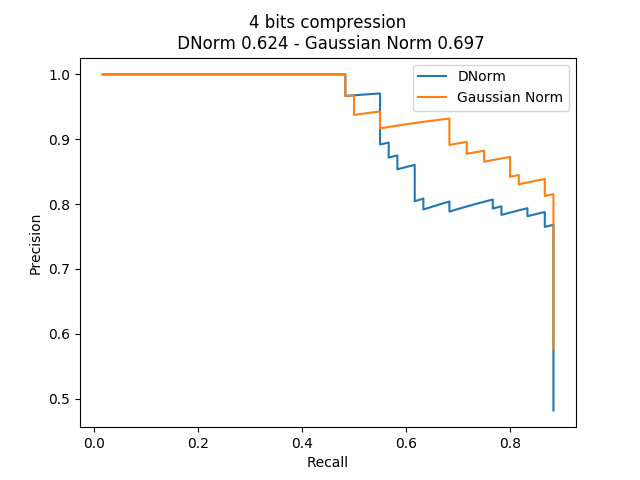 4 bits compression
DNorm 0.624 - Gaussian Norm 0.697
DNorm
Gaussian Norm
Precision
1.0
0.9
0.8
0.7
0.6
0.5
0.0 0.2 0.4 0.6 0.8
Recall